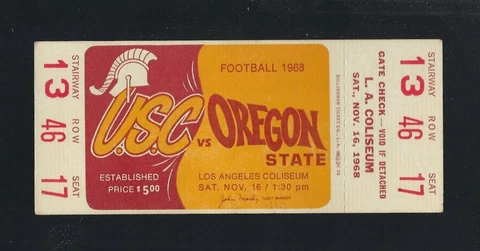 STAIRWAY
13
ROW
46
SEAT
17
FOOTBALL 1968
U.S.C
VS
OREGON
STATE
ESTABLISHED
PRICE $5.00
LOS ANGELES COLISEUM
SAT. NOV. 16 / 1:30 pm
TICKET MANAGER
GATE CHECK — VOID IF DETACHED
L. A. COLISEUM
SAT., NOV. 16, 1968
STAIRWAY
13
ROW
46
SEAT
17